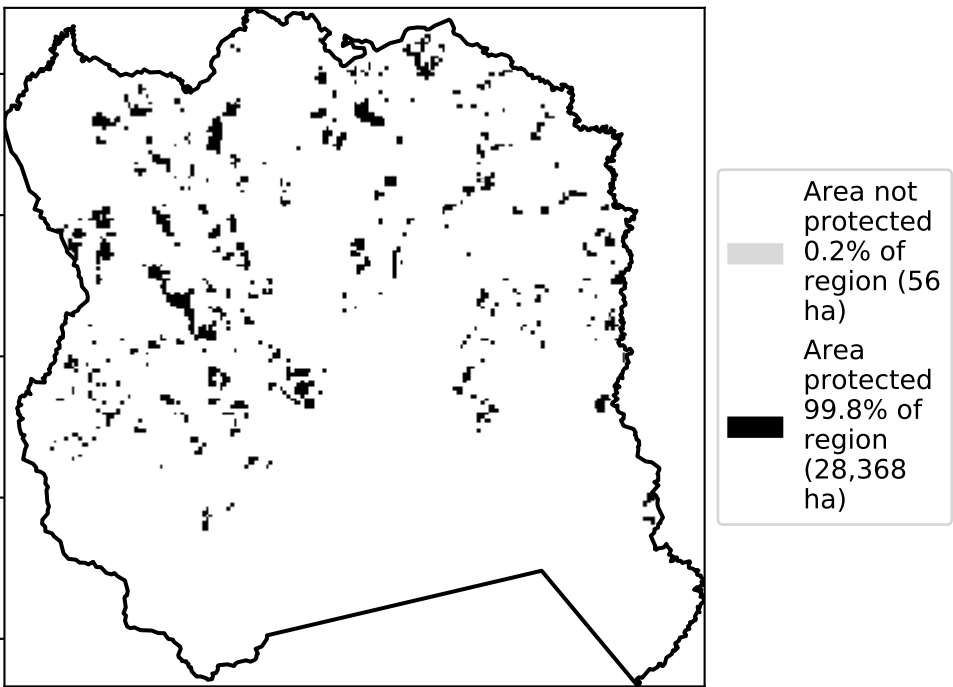 Area not
protected
0.2% of
region (56
ha)
Area
protected
99.8% of
region
(28,368
ha)